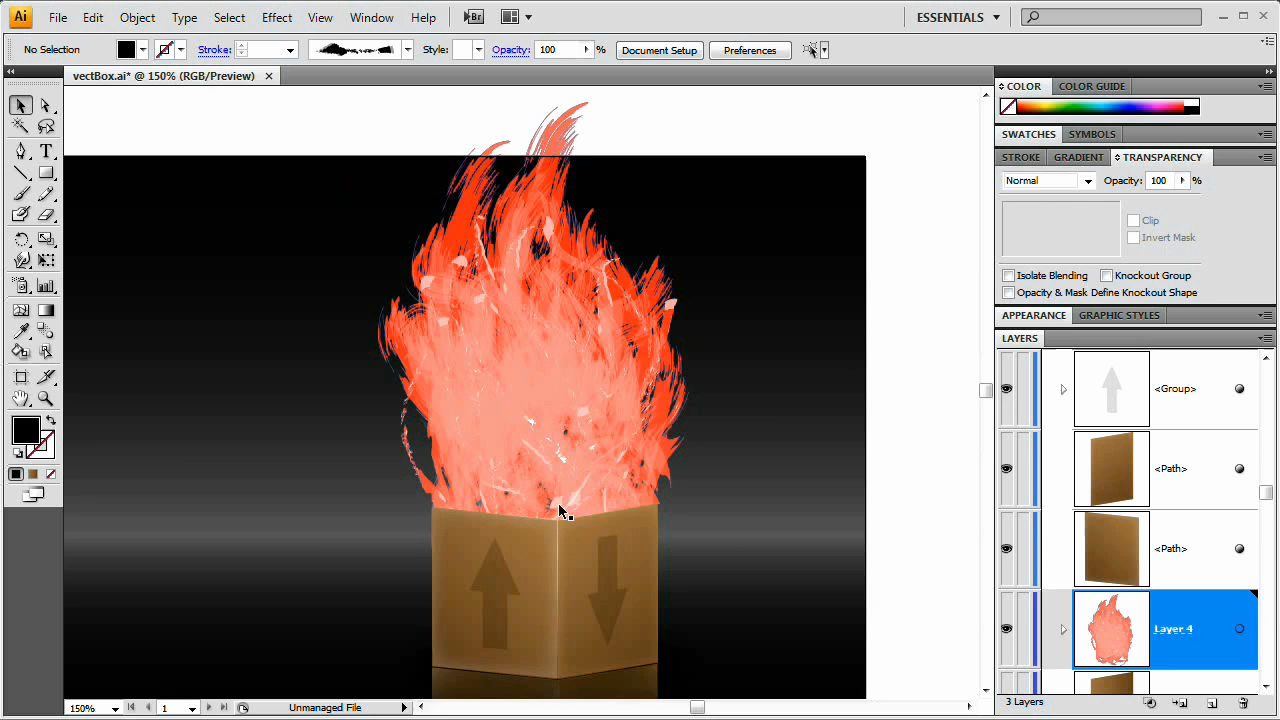 Ai File Edit Object Type Select Effect View Window Help Br ESSENTIALS
No Selection Stroke: Style: Opacity: 100 % Document Setup Preferences
vectBox.ai* @ 150% (RGB/Preview)
COLOR COLOR GUIDE
SWATCHES SYMBOLS
STROKE GRADIENT TRANSPARENCY
Normal Opacity: 100 %
Clip
Invert Mask
Isolate Blending Knockout Group
Opacity & Mask Define Knockout Shape
APPEARANCE GRAPHIC STYLES
LAYERS
<Group>
<Path>
<Path>
Layer 4
3 Layers
150% 1 Unmanaged File